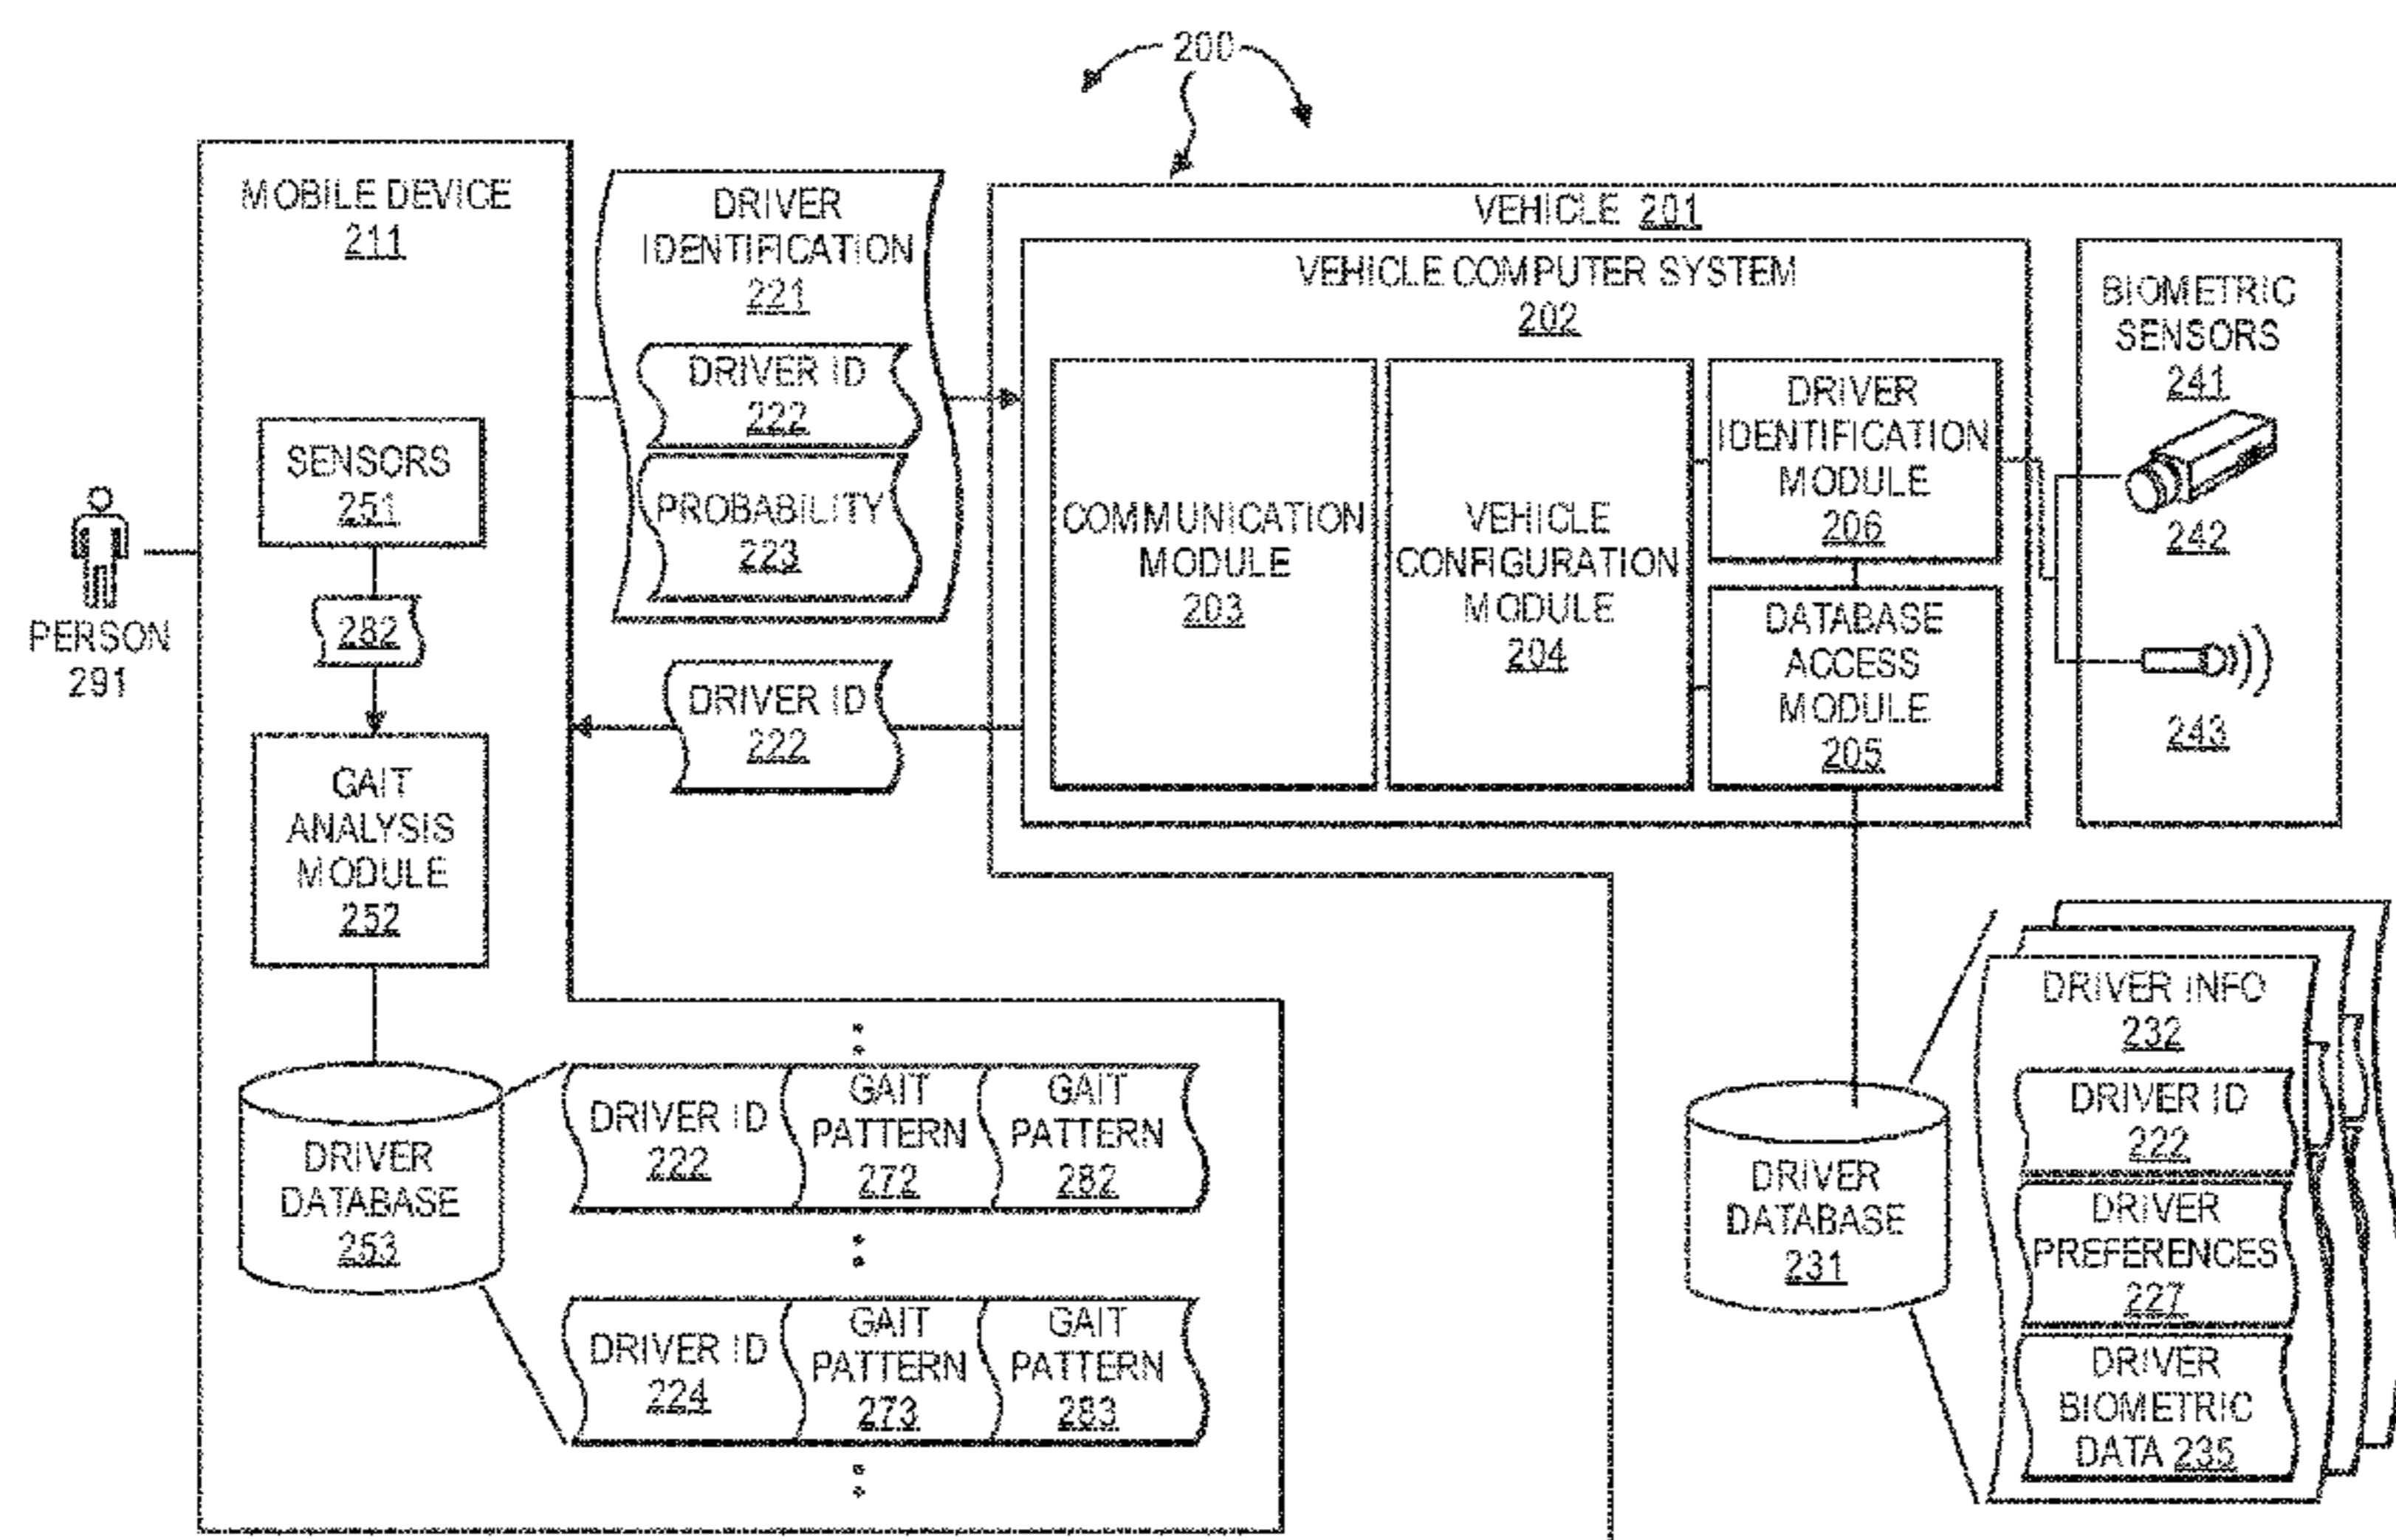 200
MOBILE DEVICE
211
SENSORS
251
282
GAIT
ANALYSIS
MODULE
252
DRIVER
DATABASE
253
PERSON
291
DRIVER
IDENTIFICATION
221
DRIVER ID
222
PROBABILITY
223
DRIVER ID
222
DRIVER ID
222
GAIT
PATTERN
272
GAIT
PATTERN
282
DRIVER ID
224
GAIT
PATTERN
273
GAIT
PATTERN
283
VEHICLE 201
VEHICLE COMPUTER SYSTEM
202
COMMUNICATION
MODULE
203
VEHICLE
CONFIGURATION
MODULE
204
DRIVER
IDENTIFICATION
MODULE
206
DATABASE
ACCESS
MODULE
205
BIOMETRIC
SENSORS
241
242
243
DRIVER
DATABASE
231
DRIVER INFO
232
DRIVER ID
222
DRIVER
PREFERENCES
227
DRIVER
BIOMETRIC
DATA 235